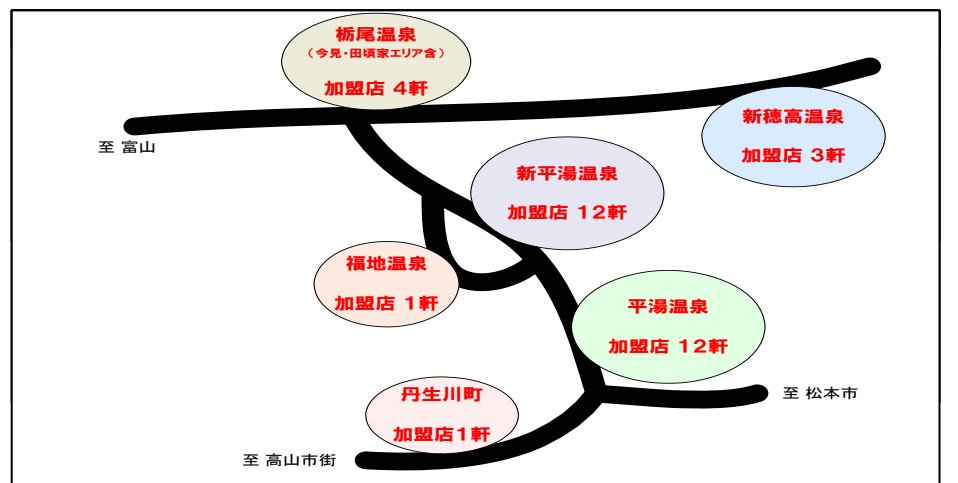 栃尾温泉
（今見・田頃家エリア含）
加盟店 4軒
新穂高温泉
加盟店 3軒
至 富山
新平湯温泉
加盟店 12軒
福地温泉
加盟店 1軒
平湯温泉
加盟店 12軒
丹生川町
加盟店1軒
至 松本市
至 高山市街